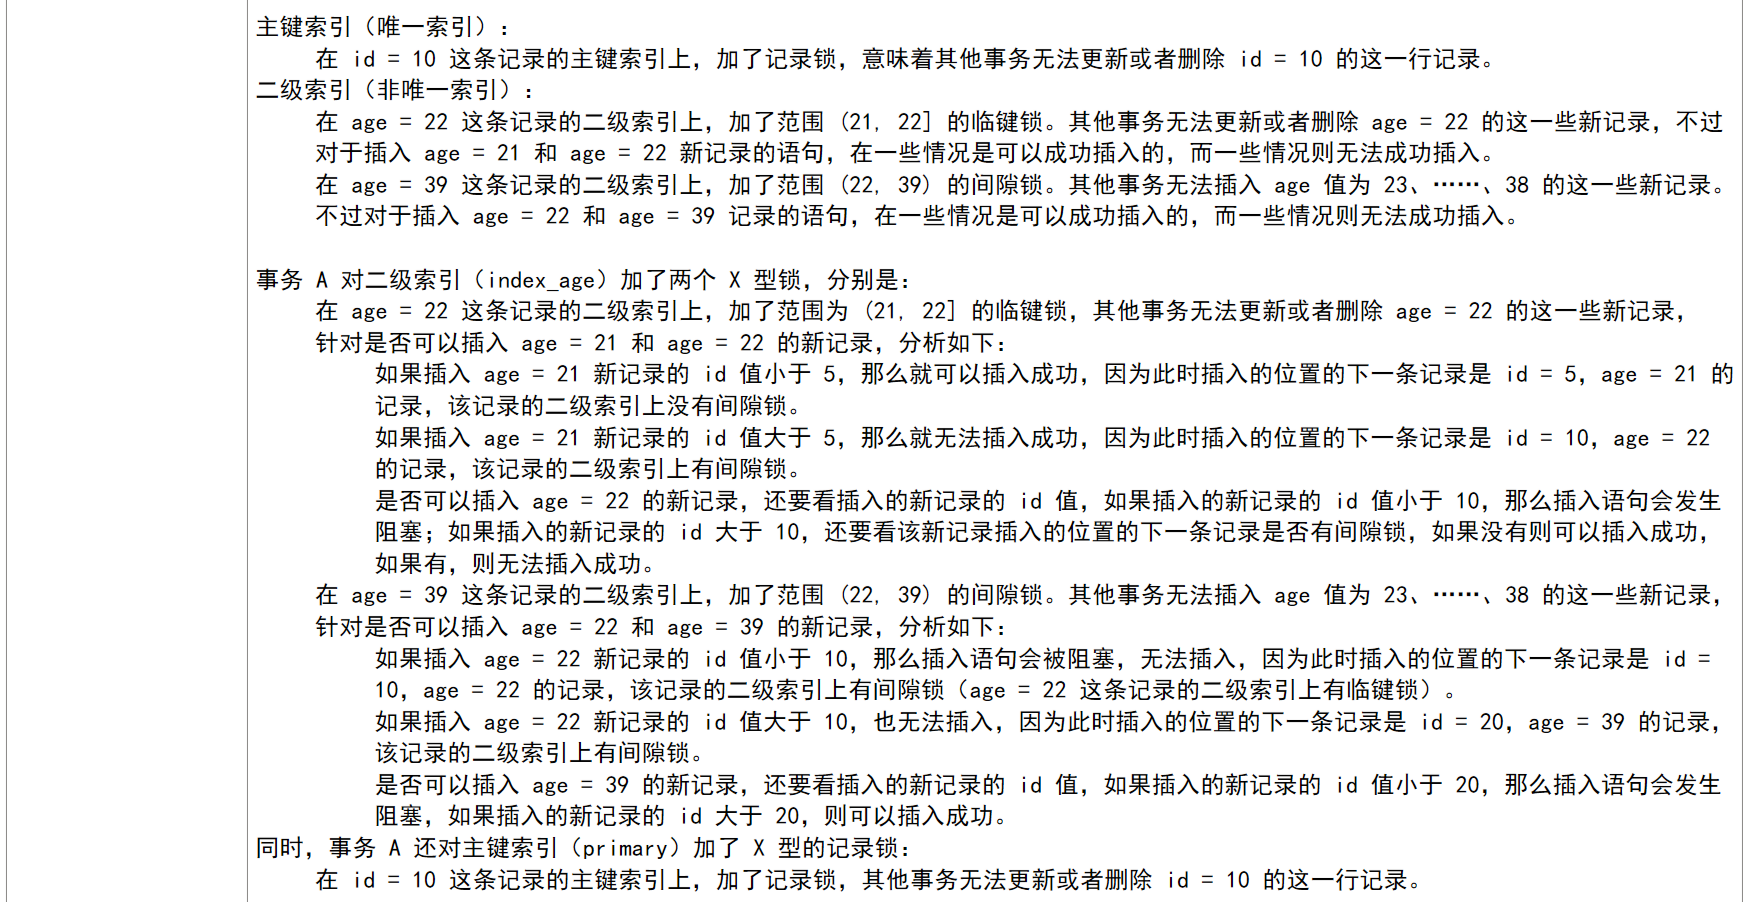 主键索引（唯一索引）：
在 id = 10 这条记录的主键索引上，加了记录锁，意味着其他事务无法更新或者删除 id = 10 的这一行记录。
二级索引（非唯一索引）：
在 age = 22 这条记录的二级索引上，加了范围 (21, 22] 的临键锁。其他事务无法更新或者删除 age = 22 的这一些新记录，不过
对于插入 age = 21 和 age = 22 新记录的语句，在一些情况是可以成功插入的，而一些情况则无法成功插入。
在 age = 39 这条记录的二级索引上，加了范围 (22, 39) 的间隙锁。其他事务无法插入 age 值为 23、……、38 的这一些新记录。
不过对于插入 age = 22 和 age = 39 记录的语句，在一些情况是可以成功插入的，而一些情况则无法成功插入。
事务 A 对二级索引（index_age）加了两个 X 型锁，分别是：
在 age = 22 这条记录的二级索引上，加了范围为 (21, 22] 的临键锁，其他事务无法更新或者删除 age = 22 的这一些新记录，
针对是否可以插入 age = 21 和 age = 22 的新记录，分析如下：
如果插入 age = 21 新记录的 id 值小于 5，那么就可以插入成功，因为此时插入的位置的下一条记录是 id = 5，age = 21 的
记录，该记录的二级索引上没有间隙锁。
如果插入 age = 21 新记录的 id 值大于 5，那么就无法插入成功，因为此时插入的位置的下一条记录是 id = 10，age = 22
的记录，该记录的二级索引上有间隙锁。
是否可以插入 age = 22 的新记录，还要看插入的新记录的 id 值，如果插入的新记录的 id 值小于 10，那么插入语句会发生
阻塞；如果插入的新记录的 id 大于 10，还要看该新记录插入的位置的下一条记录是否有间隙锁，如果没有则可以插入成功，
如果有，则无法插入成功。
在 age = 39 这条记录的二级索引上，加了范围 (22, 39) 的间隙锁。其他事务无法插入 age 值为 23、……、38 的这一些新记录，
针对是否可以插入 age = 22 和 age = 39 的新记录，分析如下：
如果插入 age = 22 新记录的 id 值小于 10，那么插入语句会被阻塞，无法插入，因为此时插入的位置的下一条记录是 id =
10，age = 22 的记录，该记录的二级索引上有间隙锁（age = 22 这条记录的二级索引上有临键锁）。
如果插入 age = 22 新记录的 id 值大于 10，也无法插入，因为此时插入的位置的下一条记录是 id = 20，age = 39 的记录，
该记录的二级索引上有间隙锁。
是否可以插入 age = 39 的新记录，还要看插入的新记录的 id 值，如果插入的新记录的 id 值小于 20，那么插入语句会发生
阻塞，如果插入的新记录的 id 大于 20，则可以插入成功。
同时，事务 A 还对主键索引（primary）加了 X 型的记录锁：
在 id = 10 这条记录的主键索引上，加了记录锁，其他事务无法更新或者删除 id = 10 的这一行记录。